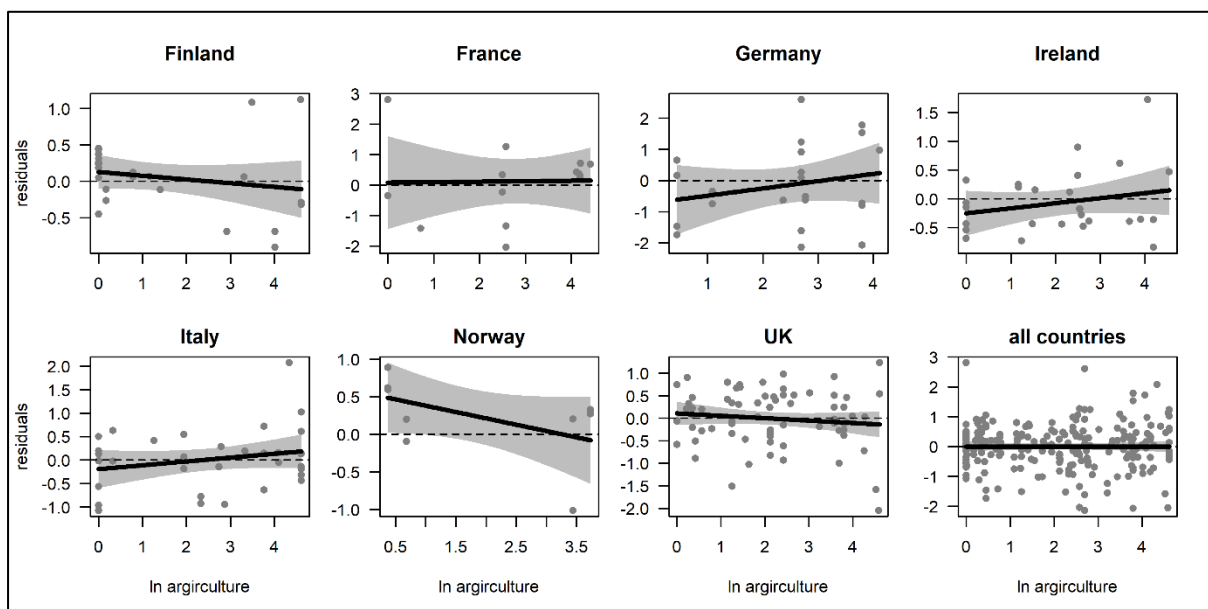 Finland France Germany Ireland
residuals
1.0 0.5 0.0 -0.5
3 2 1 0 -1 -2
2 1 0 -1 -2
1.5 1.0 0.5 0.0 -0.5
0 1 2 3 4 0 1 2 3 4 1 2 3 4 0 1 2 3 4
Italy Norway UK all countries
residuals
2.0 1.5 1.0 0.5 0.0 -0.5 -1.0
1.0 0.5 0.0 -0.5 -1.0
1.0 0.5 0.0 -0.5 -1.0 -1.5 -2.0
3 2 1 0 -1 -2
0 1 2 3 4 0.5 1.5 2.5 3.5 0 1 2 3 4 0 1 2 3 4
ln argirculture ln argirculture ln argirculture ln argirculture